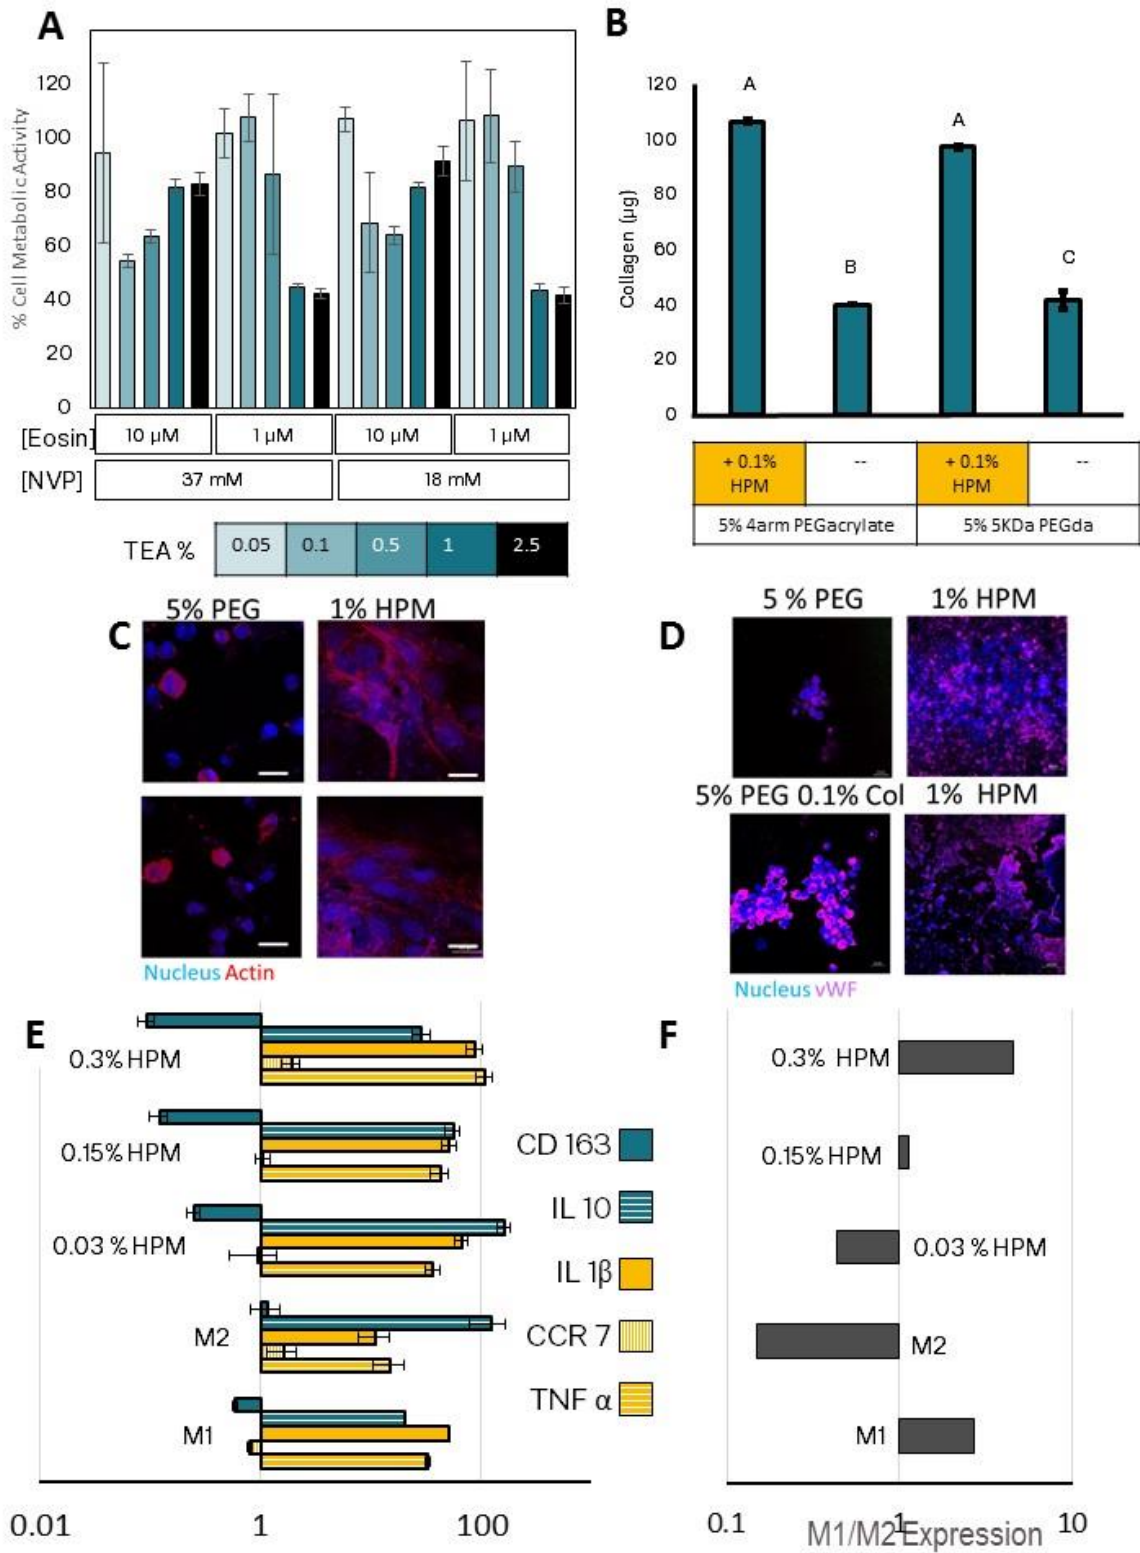 A
120
100
80
60
40
20
0
% Cell Metabolic Activity
[Eosin] 10 µM 1 µM 10 µM 1 µM
[NVP] 37 mM 18 mM
TEA % 0.05 0.1 0.5 1 2.5
B
120
100
80
60
40
20
0
Collagen (µg)
A
B
A
C
+ 0.1% HPM -- + 0.1% HPM --
5% 4arm PEGacrylate 5% 5KDa PEGda
C
5% PEG 1% HPM
Nucleus Actin
D
5 % PEG 1% HPM
5% PEG 0.1% Col 1% HPM
Nucleus vWF
E
0.3% HPM
0.15% HPM
0.03 % HPM
M2
M1
0.01 1 100
CD 163
IL 10
IL 1β
CCR 7
TNF α
F
0.3% HPM
0.15% HPM
0.03 % HPM
M2
M1
0.1 1 10
M1/M2 Expression